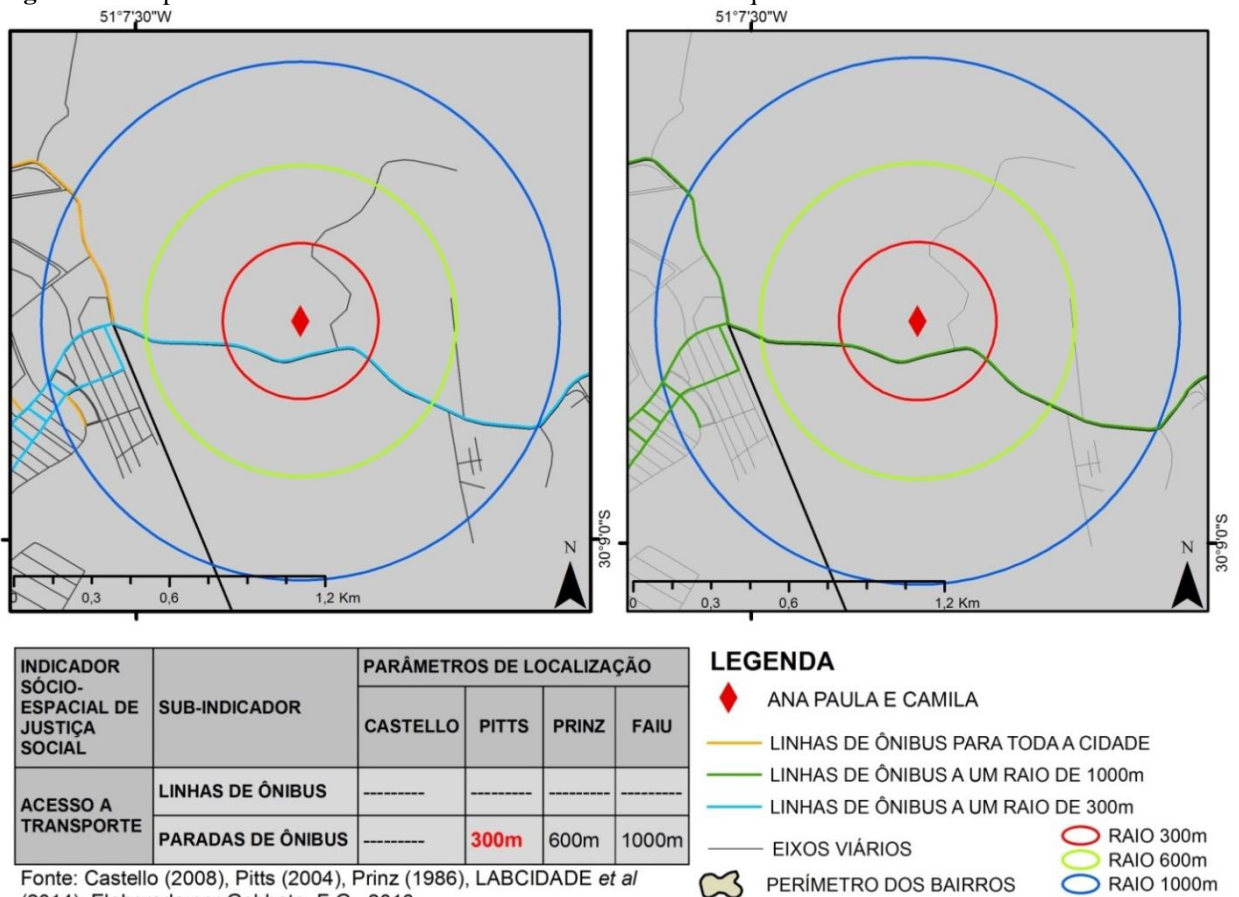 51°7'30"W
51°7'30"W
N
30°9'0"S
0 0,3 0,6 1,2 Km
N
30°9'0"S
0 0,3 0,6 1,2 Km
INDICADOR SÓCIO-ESPACIAL DE JUSTIÇA SOCIAL
SUB-INDICADOR
PARÂMETROS DE LOCALIZAÇÃO
CASTELLO PITTS PRINZ FAIU
ACESSO A TRANSPORTE
LINHAS DE ÔNIBUS --------- --------- --------- ---------
PARADAS DE ÔNIBUS --------- 300m 600m 1000m
Fonte: Castello (2008), Pitts (2004), Prinz (1986), LABCIDADE et al
LEGENDA
ANA PAULA E CAMILA
LINHAS DE ÔNIBUS PARA TODA A CIDADE
LINHAS DE ÔNIBUS A UM RAIO DE 1000m
LINHAS DE ÔNIBUS A UM RAIO DE 300m
EIXOS VIÁRIOS
PERÍMETRO DOS BAIRROS
RAIO 300m
RAIO 600m
RAIO 1000m